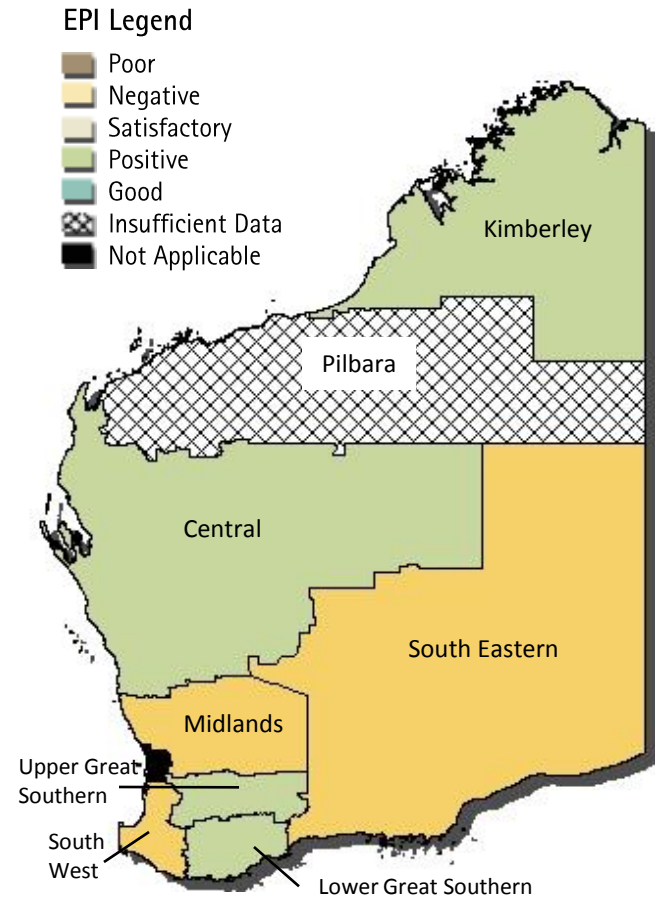 EPI Legend
Poor
Negative
Satisfactory
Positive
Good
Insufficient Data
Not Applicable
Kimberley
Pilbara
Central
South Eastern
Midlands
Upper Great
Southern
South
West
Lower Great Southern